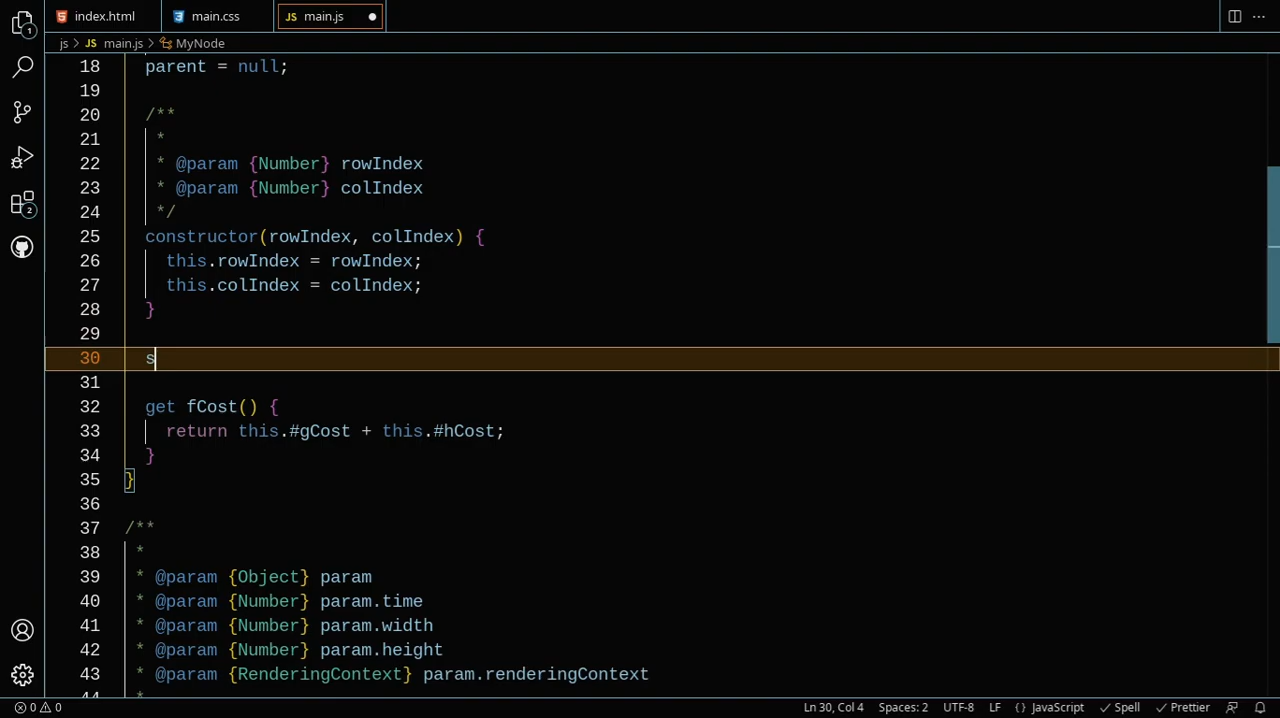 index.html main.css JS main.js
js > JS main.js > MyNode
18 parent = null;
19
20 /**
21 *
22 * @param {Number} rowIndex
23 * @param {Number} colIndex
24 */
25 constructor(rowIndex, colIndex) {
26 this.rowIndex = rowIndex;
27 this.colIndex = colIndex;
28 }
29
30 s
31
32 get fCost() {
33 return this.#gCost + this.#hCost;
34 }
35 }
36
37 /**
38 *
39 * @param {Object} param
40 * @param {Number} param.time
41 * @param {Number} param.width
42 * @param {Number} param.height
43 * @param {RenderingContext} param.renderingContext
1
2
0 0 Ln 30, Col 4 Spaces: 2 UTF-8 LF {} JavaScript Spell Prettier